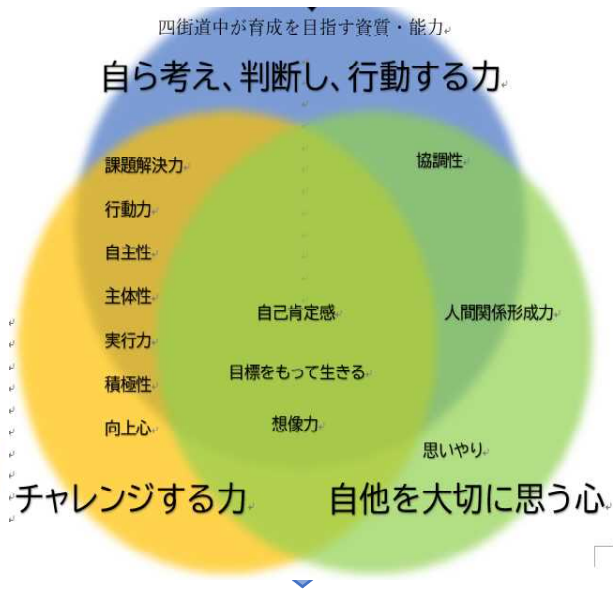 四街道中が育成を目指す資質・能力
自ら考え、判断し、行動する力
課題解決力
協調性
行動力
自主性
主体性
自己肯定感
人間関係形成力
実行力
目標をもって生きる
積極性
向上心
想像力
思いやり
チャレンジする力
自他を大切に思う心